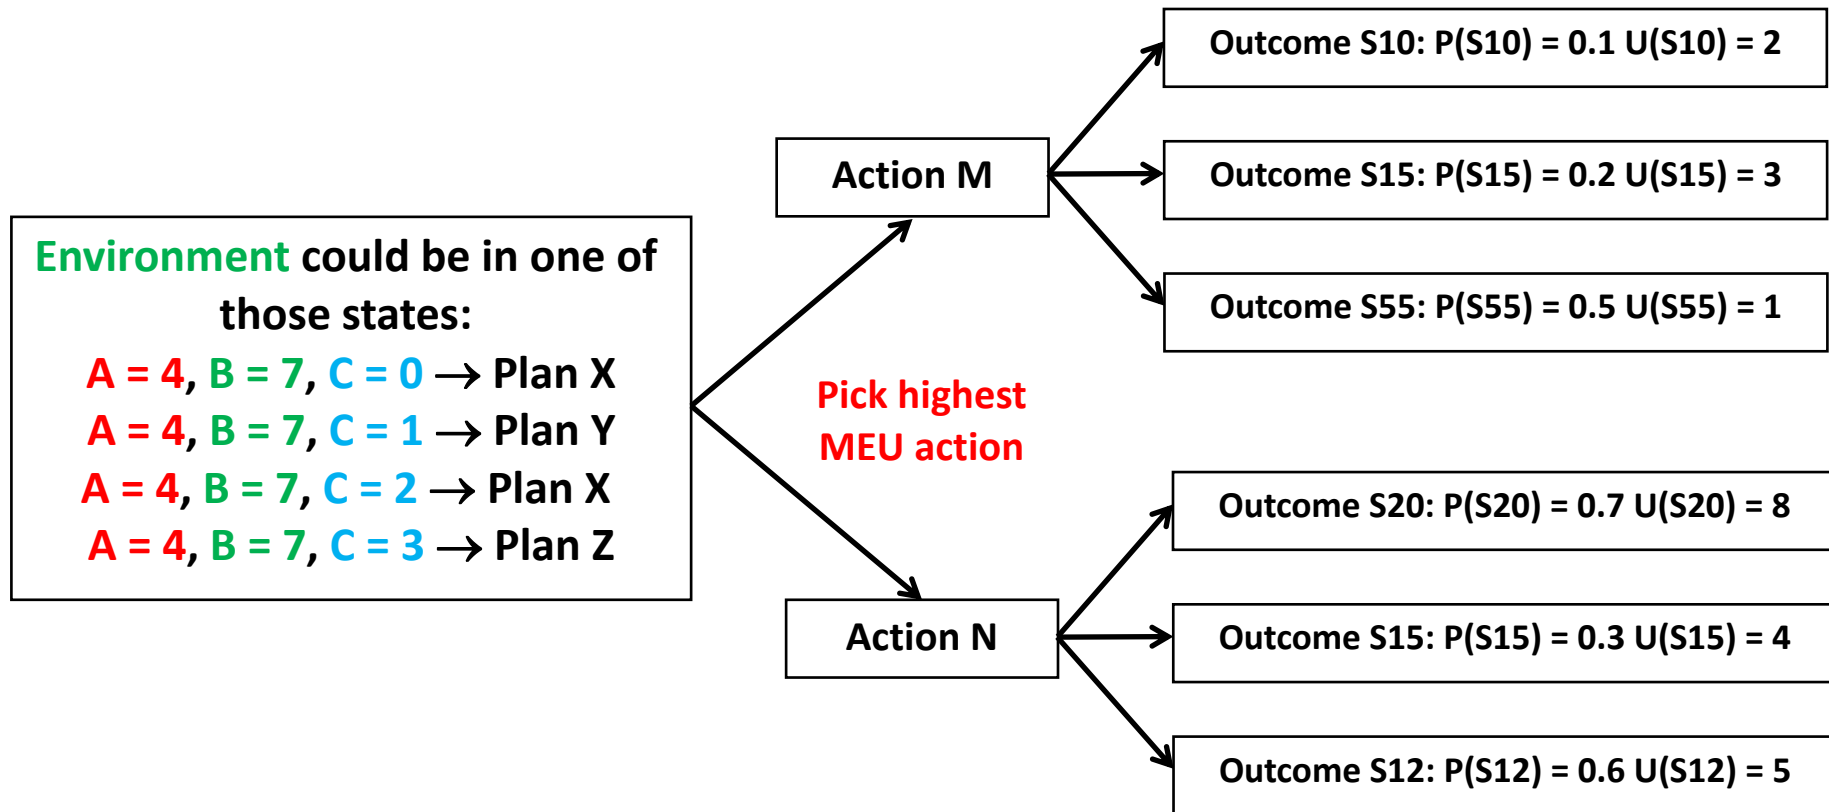 Environment could be in one of
those states:
A = 4, B = 7, C = 0 → Plan X
A = 4, B = 7, C = 1 → Plan Y
A = 4, B = 7, C = 2 → Plan X
A = 4, B = 7, C = 3 → Plan Z
Action M
Pick highest
MEU action
Action N
Outcome S10: P(S10) = 0.1 U(S10) = 2
Outcome S15: P(S15) = 0.2 U(S15) = 3
Outcome S55: P(S55) = 0.5 U(S55) = 1
Outcome S20: P(S20) = 0.7 U(S20) = 8
Outcome S15: P(S15) = 0.3 U(S15) = 4
Outcome S12: P(S12) = 0.6 U(S12) = 5